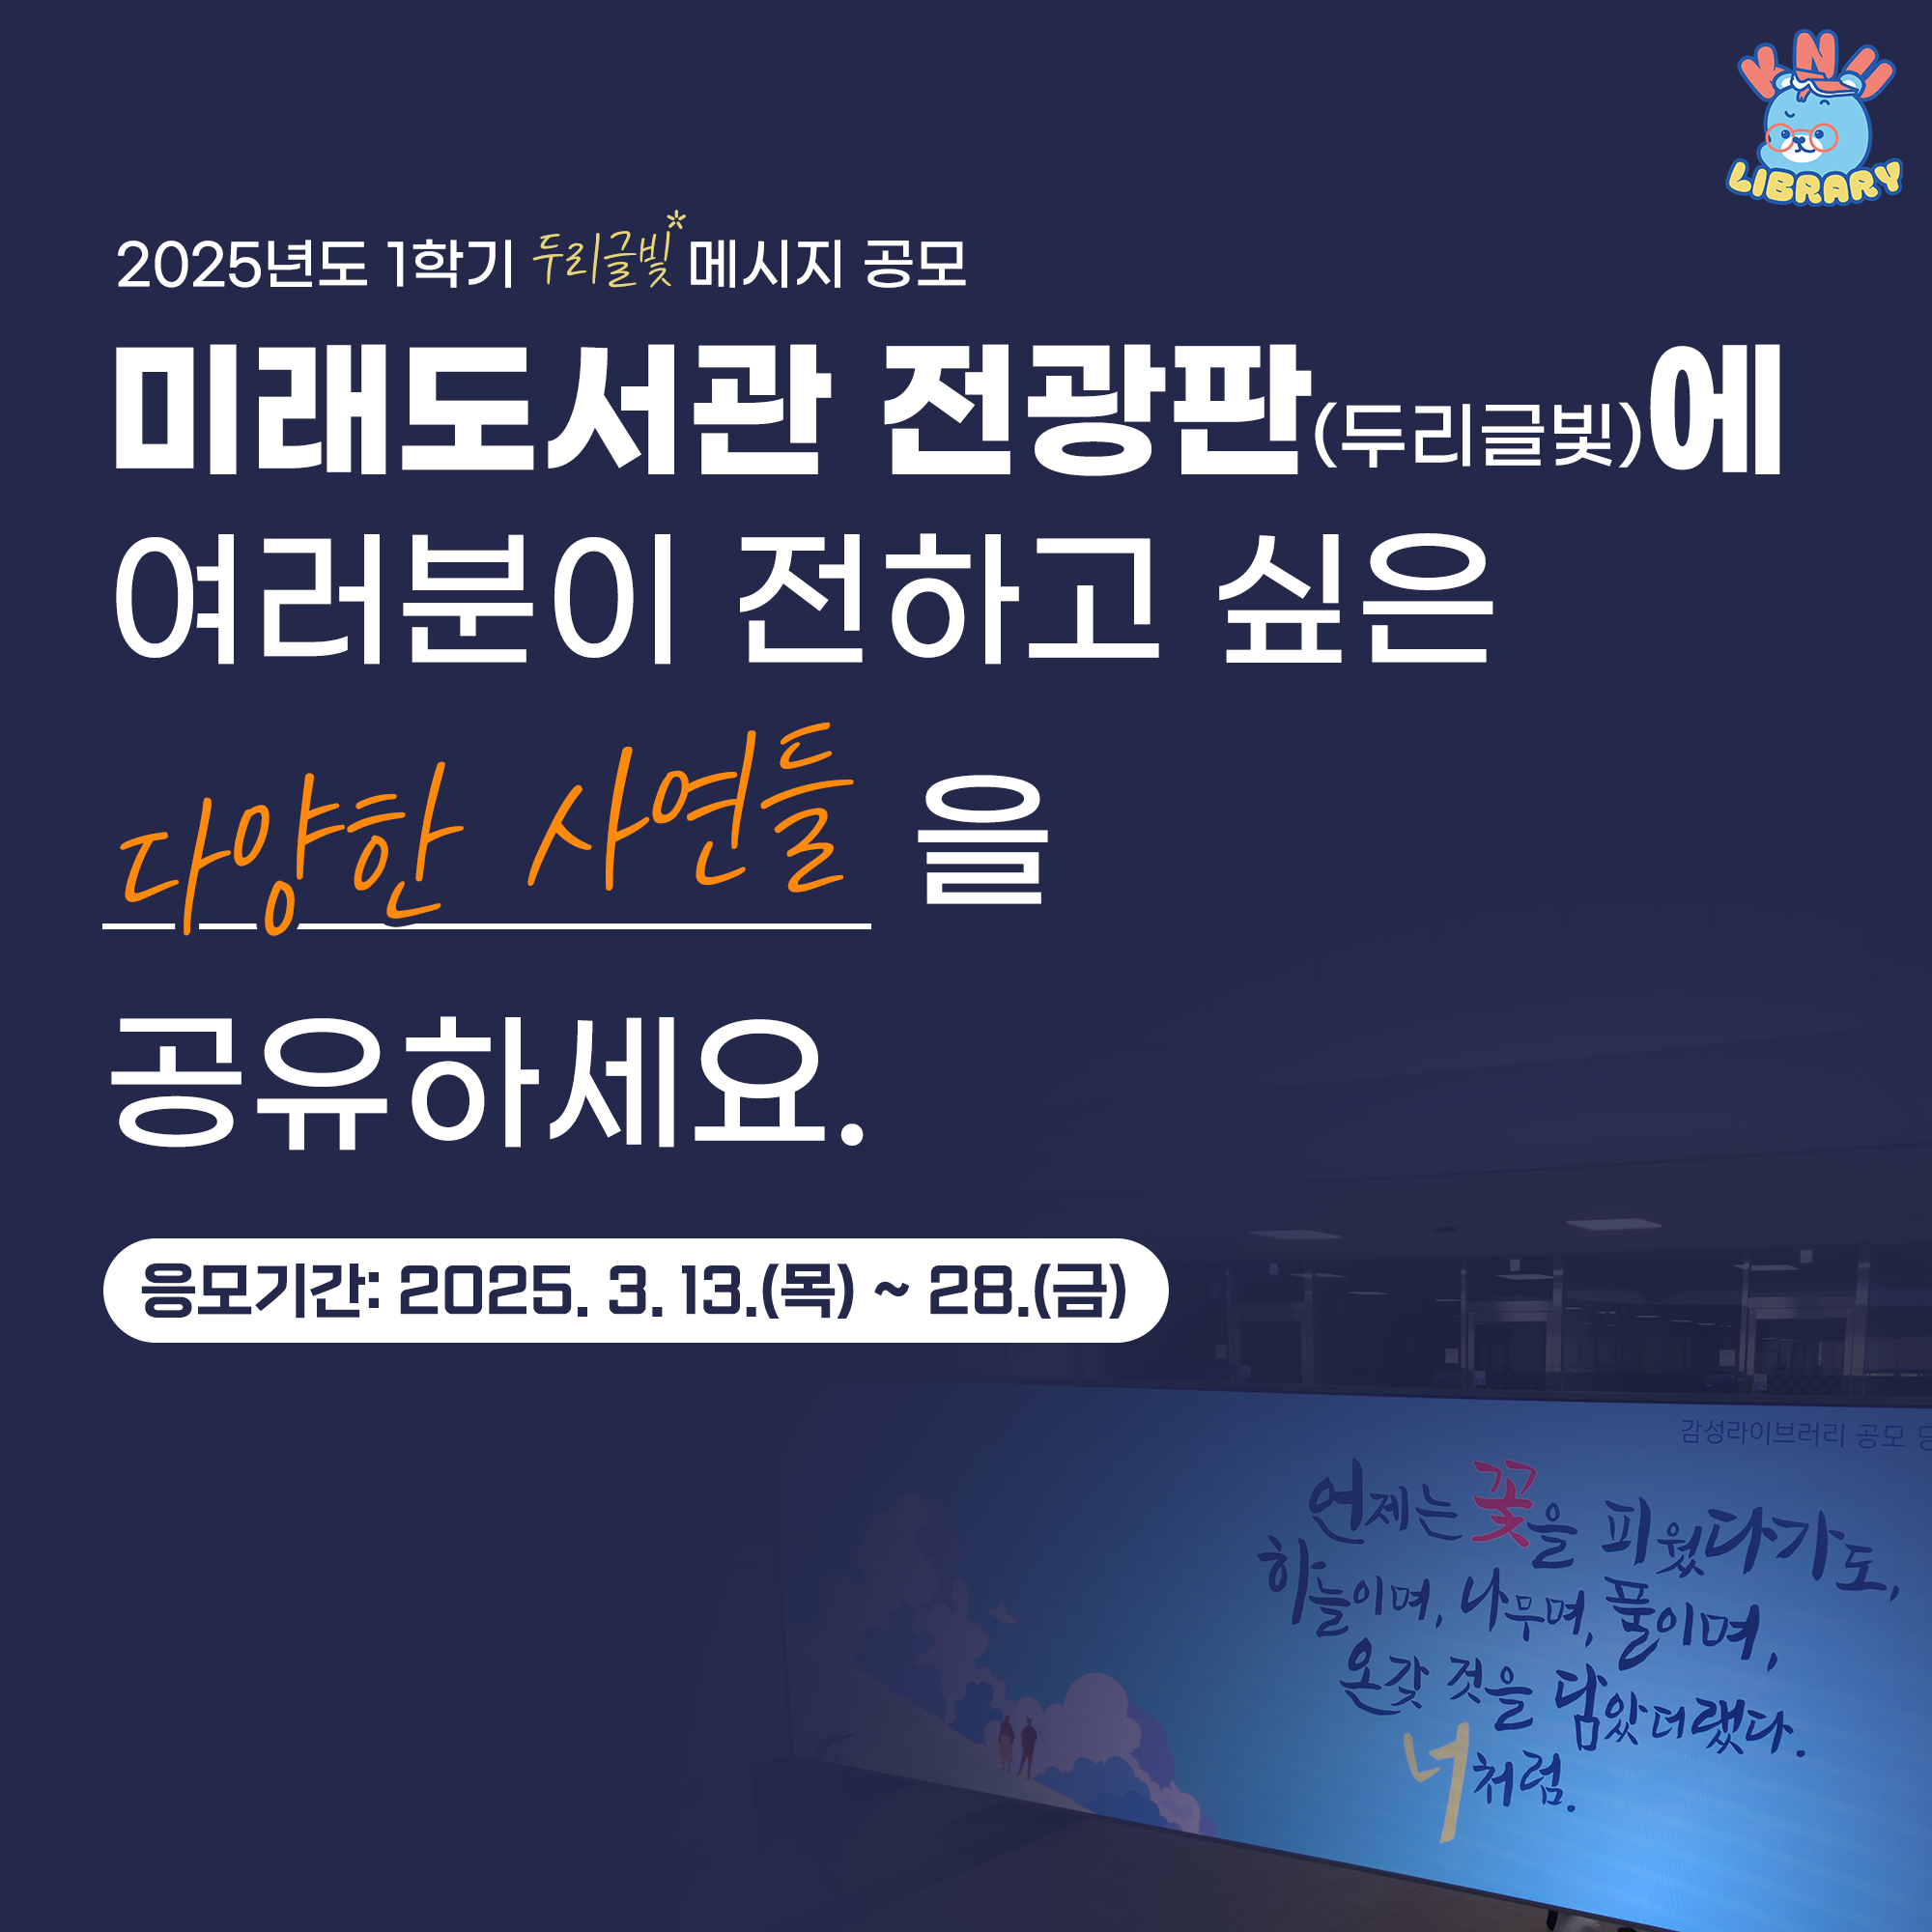 KNU
LIBRARY
2025년도 1학기 두리글빛 메시지 공모
미래도서관 전광판(두리글빛)에
여러분이 전하고 싶은
다양한 사연들 을
공유하세요.
응모기간: 2025. 3. 13.(목) ~ 28.(금)
감성라이브러리 공모
언제는 꽃을 피웠다가도,
하늘이며, 나무며, 풀이며,
온갖 것을 담았더랬다.
너처럼.